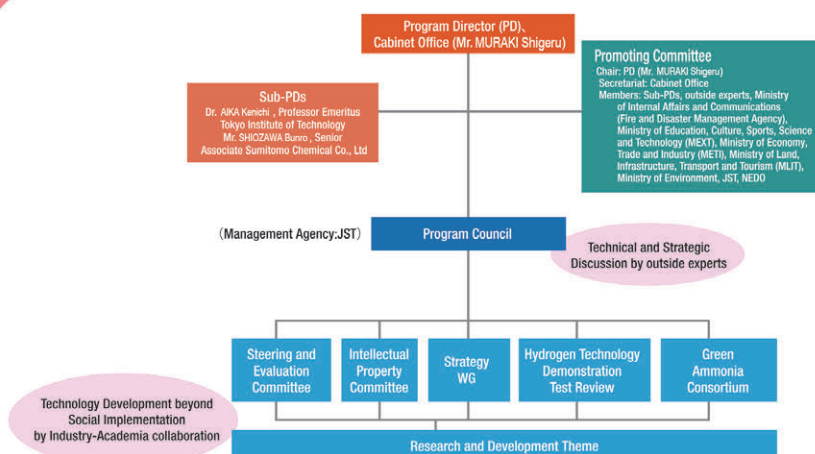 Program Director (PD)、
Cabinet Office (Mr. MURAKI Shigeru)
Promoting Committee
Chair: PD (Mr. MURAKI Shigeru)
Secretariat: Cabinet Office
Members: Sub-PDs, outside experts, Ministry
of Internal Affairs and Communications
(Fire and Disaster Management Agency),
Ministry of Education, Culture, Sports, Science
and Technology (MEXT), Ministry of Economy,
Trade and Industry (METI), Ministry of Land,
Infrastructure, Transport and Tourism (MLIT),
Ministry of Environment, JST, NEDO
Sub-PDs
Dr. AIKA Kenichi , Professor Emeritus
Tokyo Institute of Technology
Mr. SHIOZAWA Bunro , Senior
Associate Sumitomo Chemical Co., Ltd
（Management Agency:JST）
Program Council
Technical and Strategic
Discussion by outside experts
Steering and
Evaluation
Committee
Intellectual
Property
Committee
Strategy
WG
Hydrogen Technology
Demonstration
Test Review
Green
Ammonia
Consortium
Technology Development beyond
Social Implementation
by Industry-Academia collaboration
Research and Development Theme